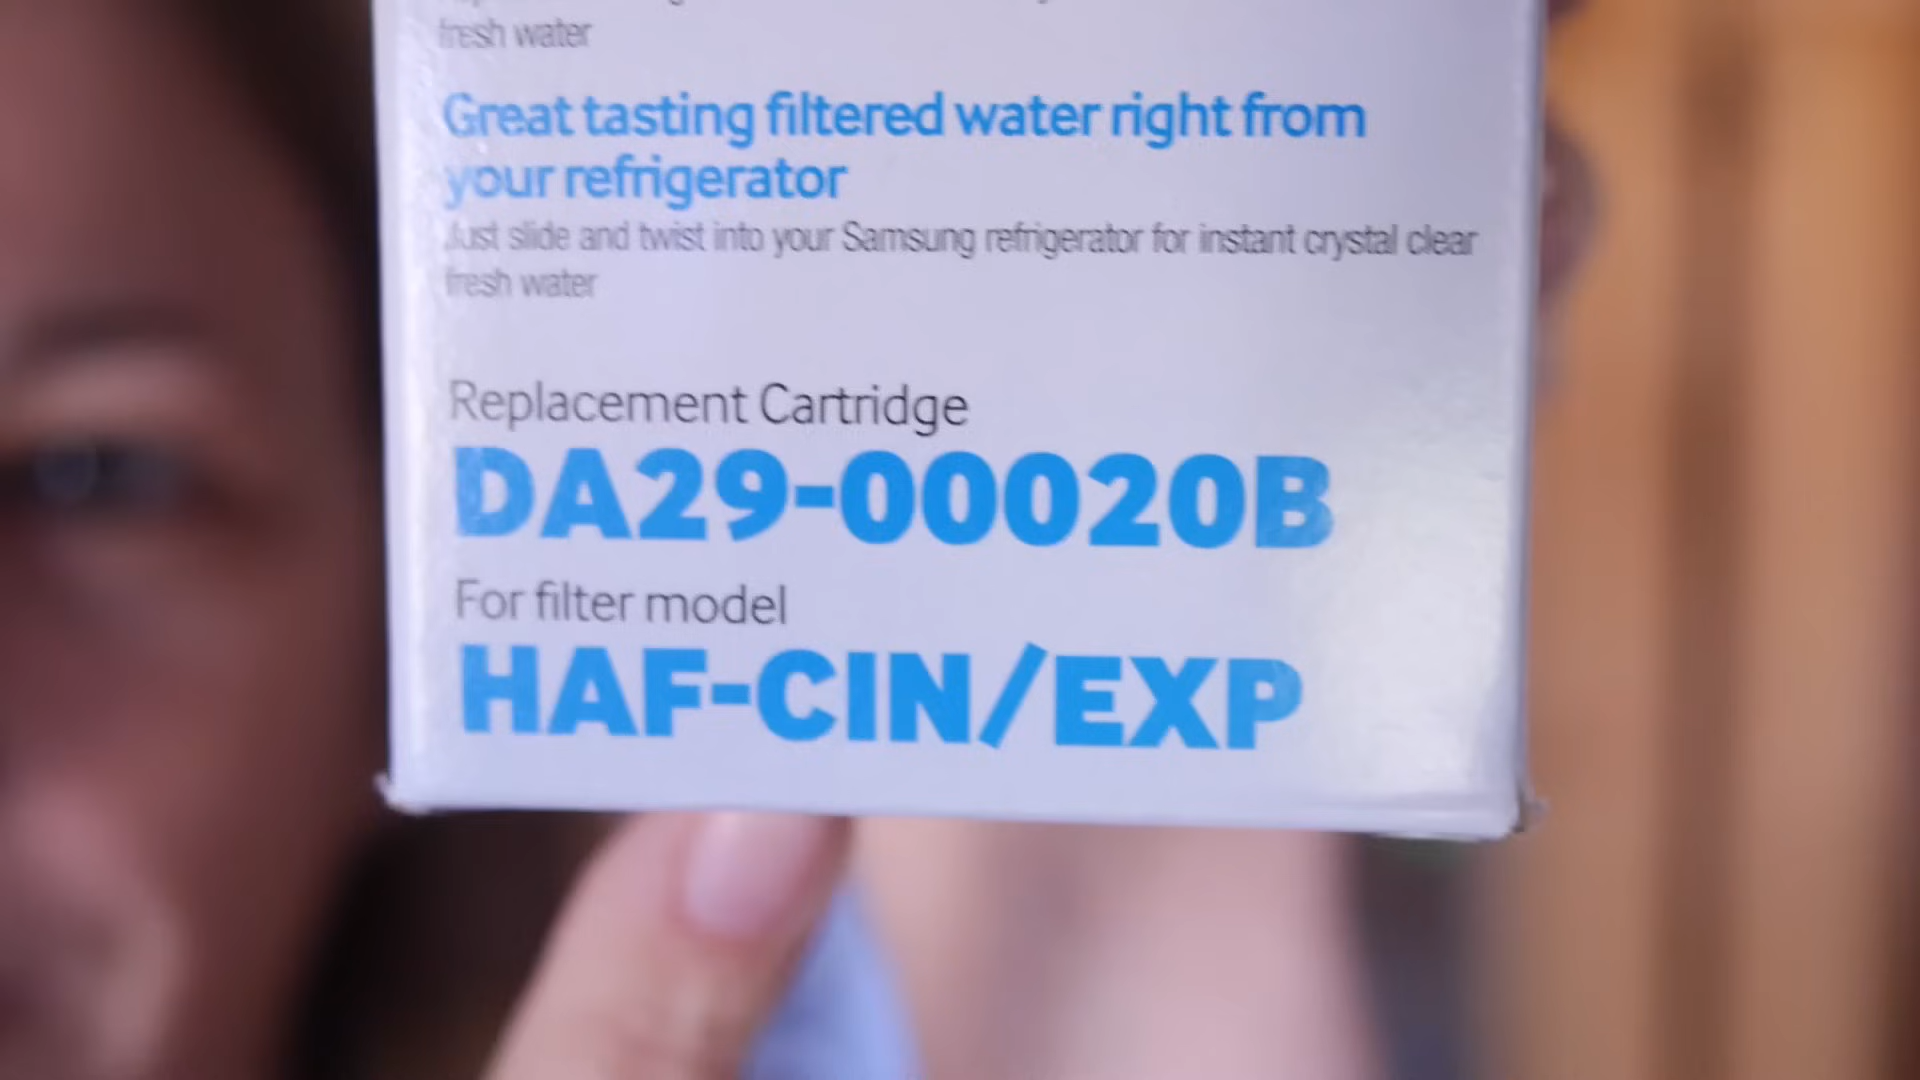 fresh water
Great tasting filtered water right from
your refrigerator
Just slide and twist into your Samsung refrigerator for instant crystal clear
fresh water
Replacement Cartridge
DA29-00020B
For filter model
HAF-CIN/EXP